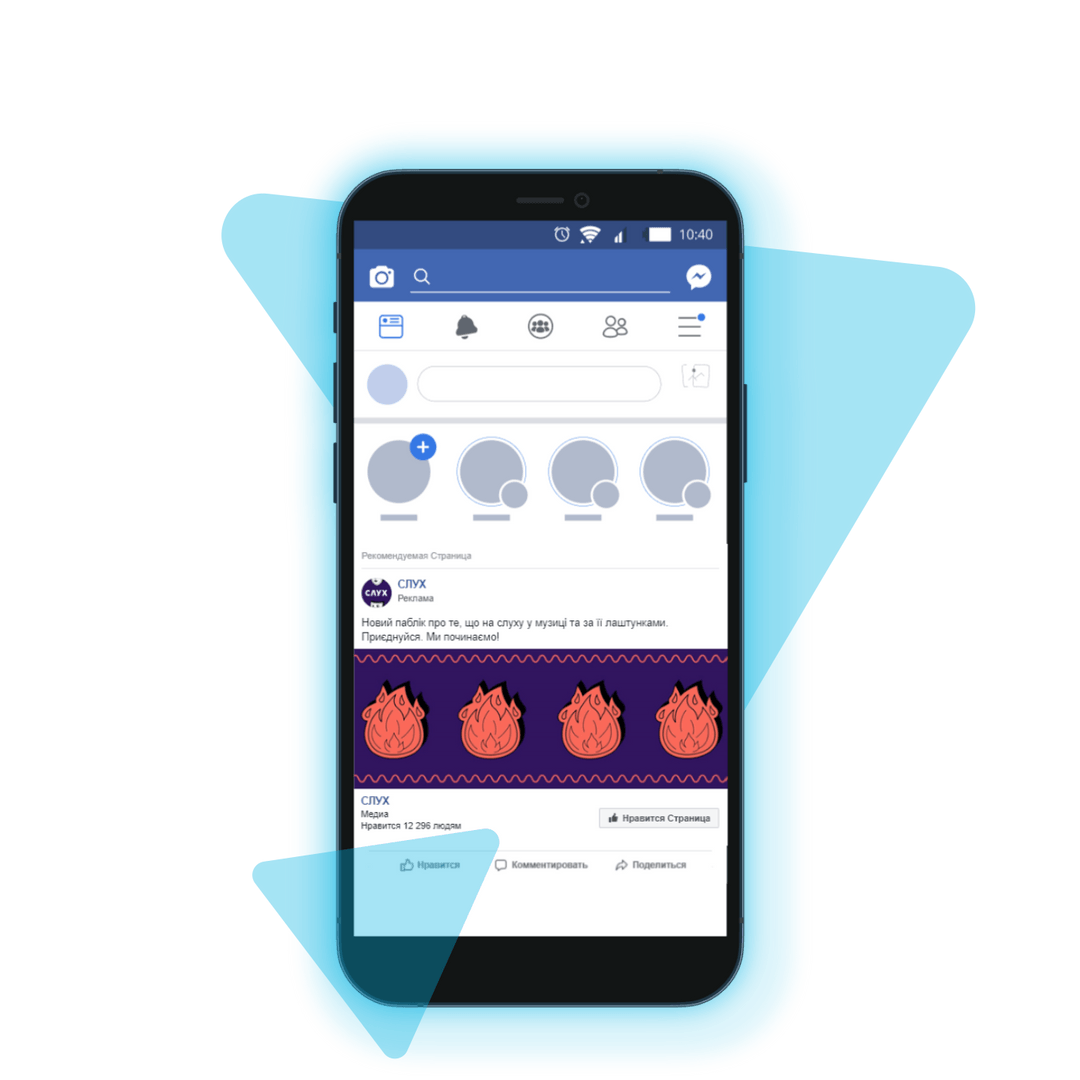 10:40
Рекомендуемая Страница
СЛУХ
СЛУХ
Реклама
Новий паблік про те, що на слуху у музиці та за її лаштунками.
Приєднуйся. Ми починаємо!
СЛУХ
Медиа
Нравится 12 296 людям
Нравится Страница
Нравится Комментировать Поделиться